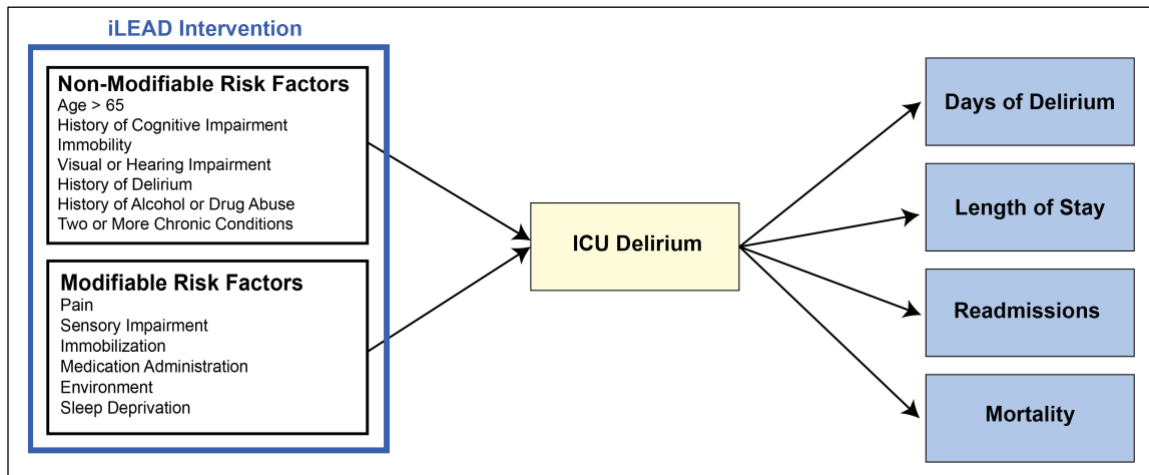 iLEAD Intervention
Non-Modifiable Risk Factors
Age > 65
History of Cognitive Impairment
Immobility
Visual or Hearing Impairment
History of Delirium
History of Alcohol or Drug Abuse
Two or More Chronic Conditions
Modifiable Risk Factors
Pain
Sensory Impairment
Immobilization
Medication Administration
Environment
Sleep Deprivation
ICU Delirium
Days of Delirium
Length of Stay
Readmissions
Mortality